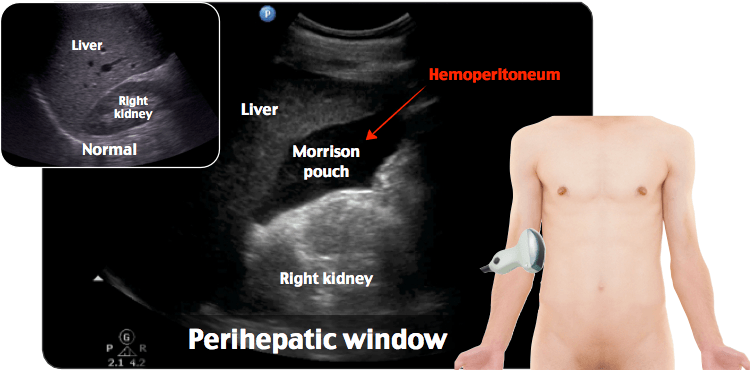 Liver
Right
kidney
Normal
P
Hemoperitoneum
Liver
Morrison
pouch
Right kidney
G
P R
2.1 4.2
Perihepatic window